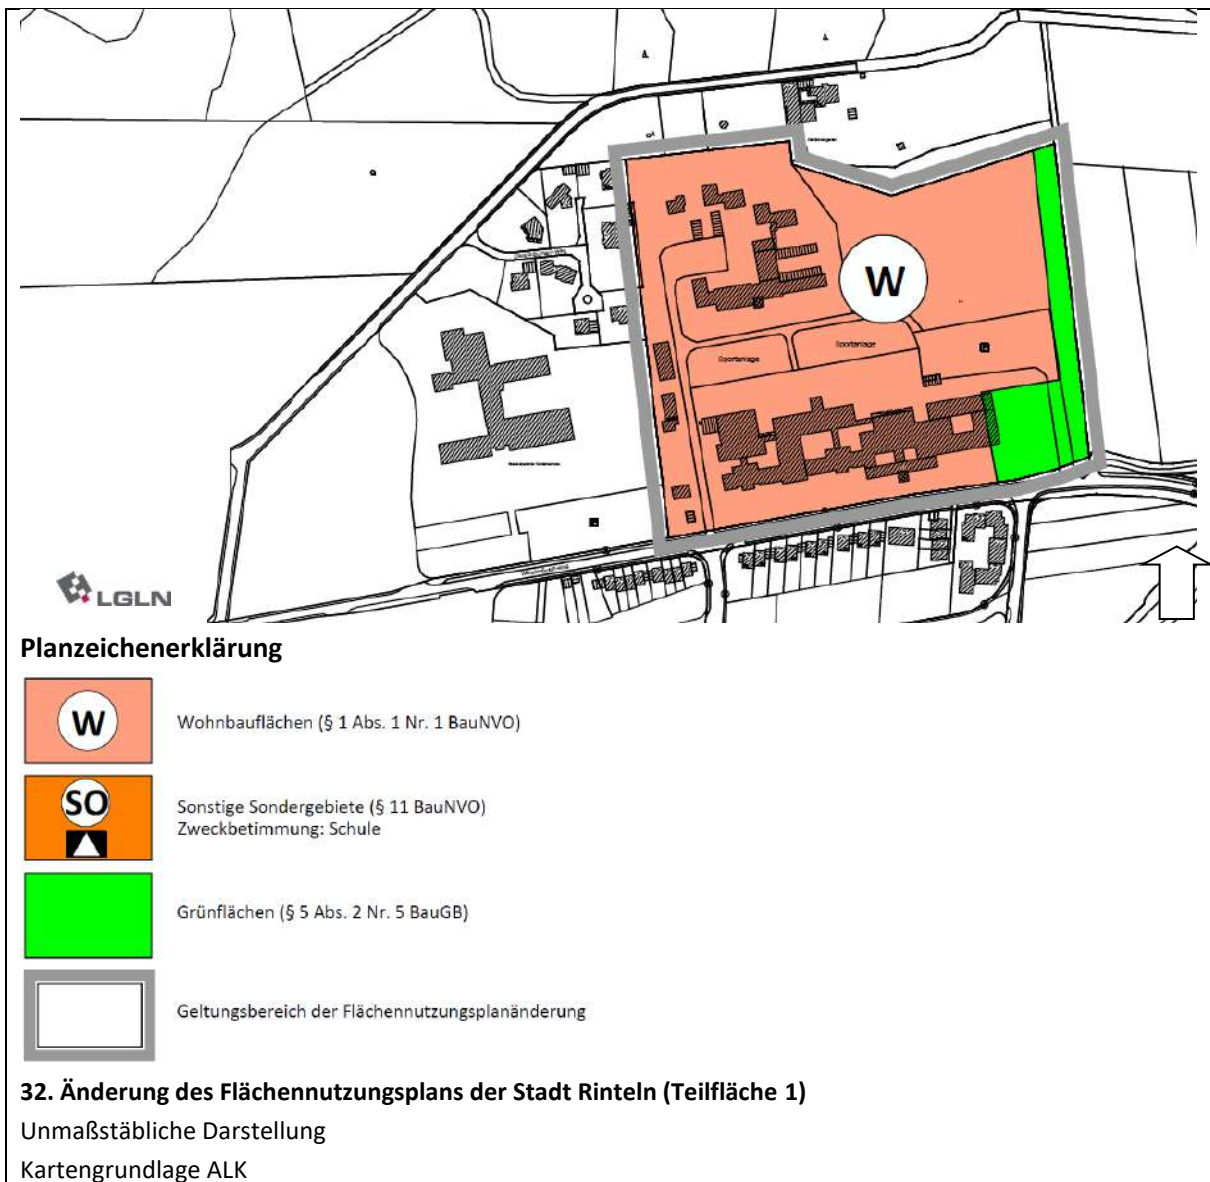 W
Sportanlage
Sportanlage
LGLN
Planzeichenerklärung
W
Wohnbauflächen (§ 1 Abs. 1 Nr. 1 BauNVO)
SO
Sonstige Sondergebiete (§ 11 BauNVO)
Zweckbetimmung: Schule
Grünflächen (§ 5 Abs. 2 Nr. 5 BauGB)
Geltungsbereich der Flächennutzungsplanänderung
32. Änderung des Flächennutzungsplans der Stadt Rinteln (Teilfläche 1)
Unmaßstäbliche Darstellung
Kartengrundlage ALK